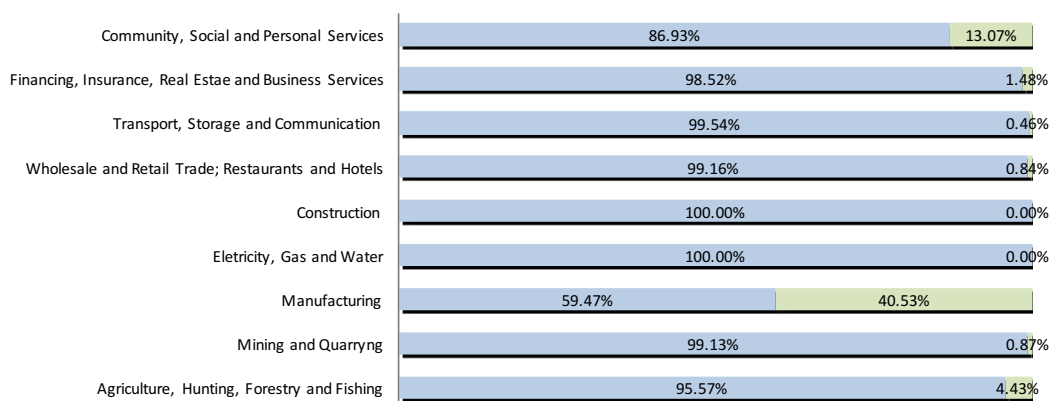 Community, Social and Personal Services 86.93% 13.07%
Financing, Insurance, Real Estae and Business Services 98.52% 1.48%
Transport, Storage and Communication 99.54% 0.46%
Wholesale and Retail Trade; Restaurants and Hotels 99.16% 0.84%
Construction 100.00% 0.00%
Eletricity, Gas and Water 100.00% 0.00%
Manufacturing 59.47% 40.53%
Mining and Quarryng 99.13% 0.87%
Agriculture, Hunting, Forestry and Fishing 95.57% 4.43%